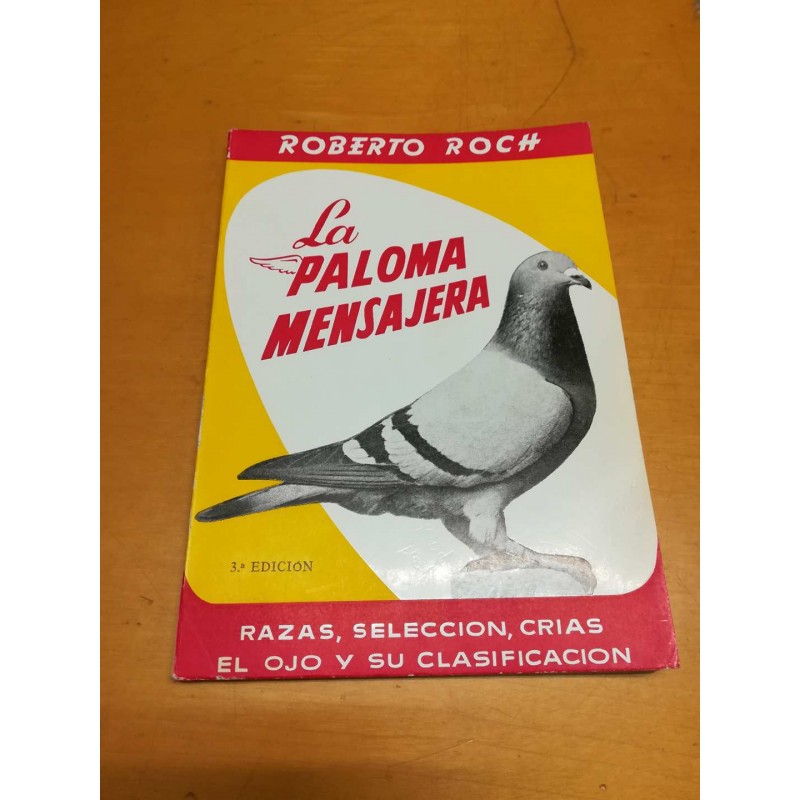 ROBERTO ROCH
La
PALOMA
MENSAJERA
3.ª EDICIÓN
RAZAS, SELECCION, CRIAS
EL OJO Y SU CLASIFICACION